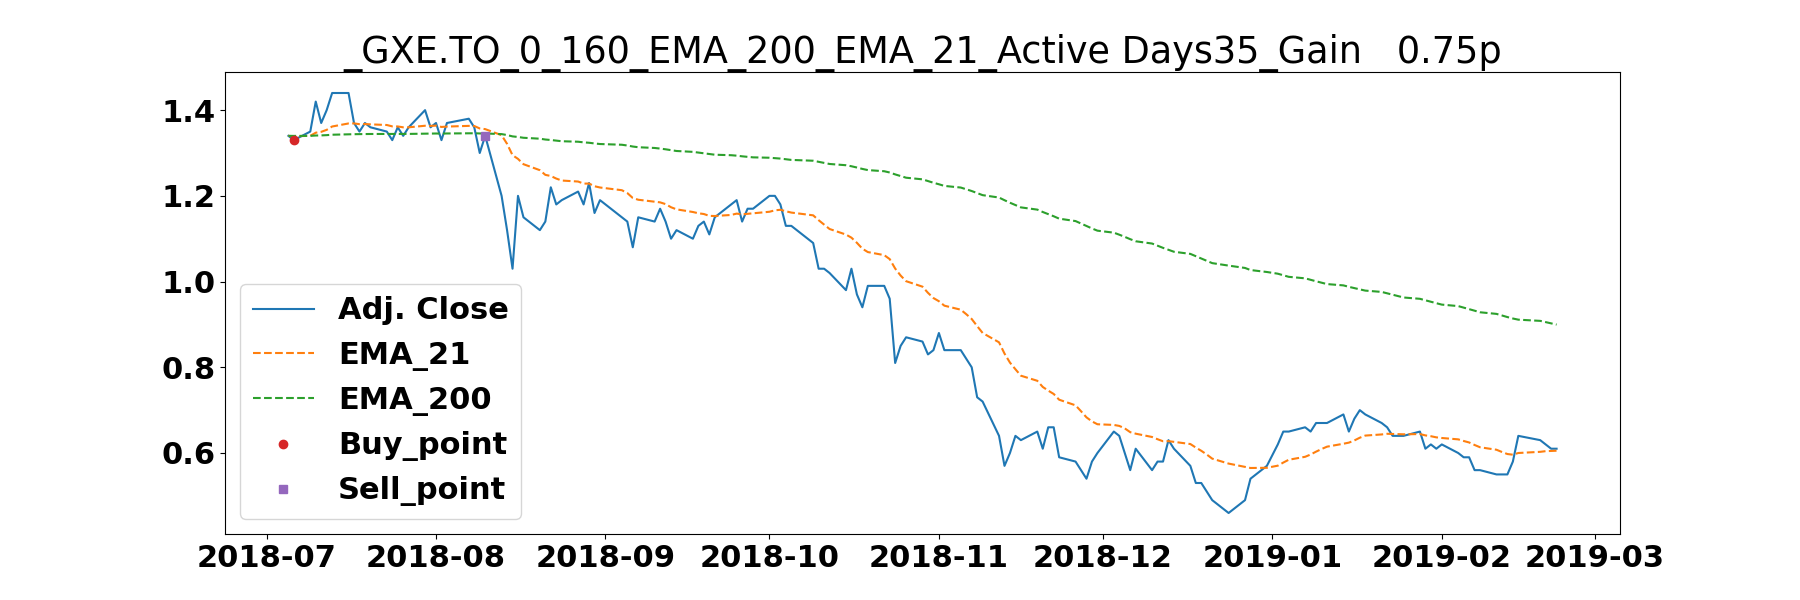 _GXE.TO_0_160_EMA_200_EMA_21_Active Days35_Gain   0.75p
1.4
1.2
1.0
0.8
0.6
Adj. Close
EMA_21
EMA_200
Buy_point
Sell_point
2018-07 2018-08 2018-09 2018-10 2018-11 2018-12 2019-01 2019-02 2019-03